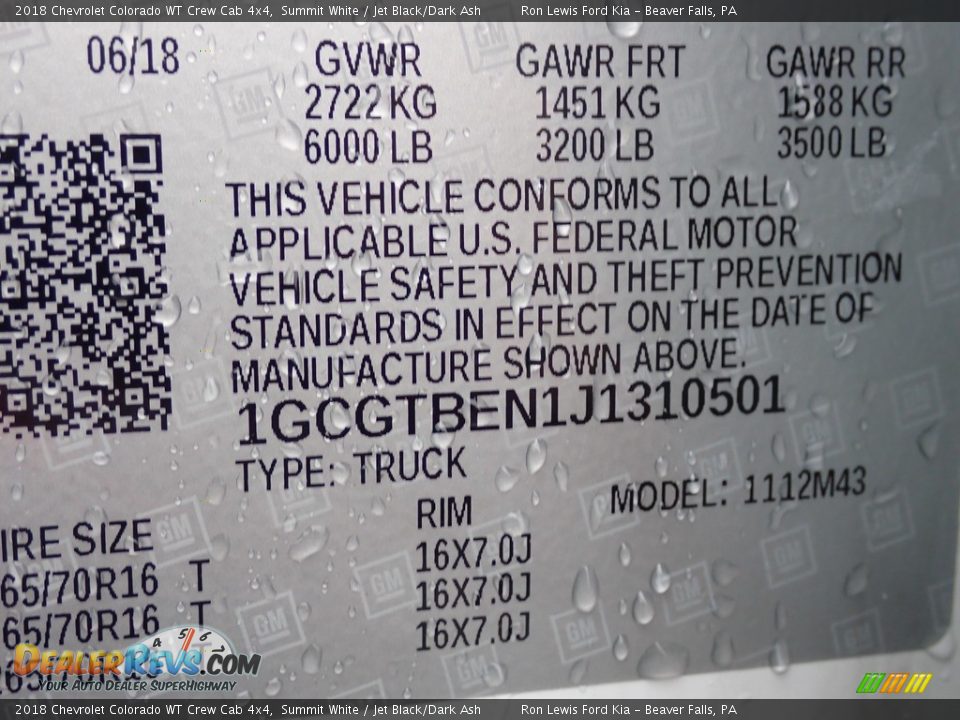 2018 Chevrolet Colorado WT Crew Cab 4x4, Summit White / Jet Black/Dark Ash Ron Lewis Ford Kia – Beaver Falls, PA
06/18 GVWR GAWR FRT GAWR RR
2722 KG 1451 KG 1588 KG
6000 LB 3200 LB 3500 LB
THIS VEHICLE CONFORMS TO ALL
APPLICABLE U.S. FEDERAL MOTOR
VEHICLE SAFETY AND THEFT PREVENTION
STANDARDS IN EFFECT ON THE DATE OF
MANUFACTURE SHOWN ABOVE.
1GCGTBEN1J1310501
TYPE: TRUCK
MODEL: 1112M43
IRE SIZE RIM
65/70R16 T 16X7.0J
65/70R16 T 16X7.0J
265/70R16 16X7.0J
4 5 6
DealerRevs.com
Your Auto Dealer SuperHighway
2018 Chevrolet Colorado WT Crew Cab 4x4, Summit White / Jet Black/Dark Ash Ron Lewis Ford Kia – Beaver Falls, PA